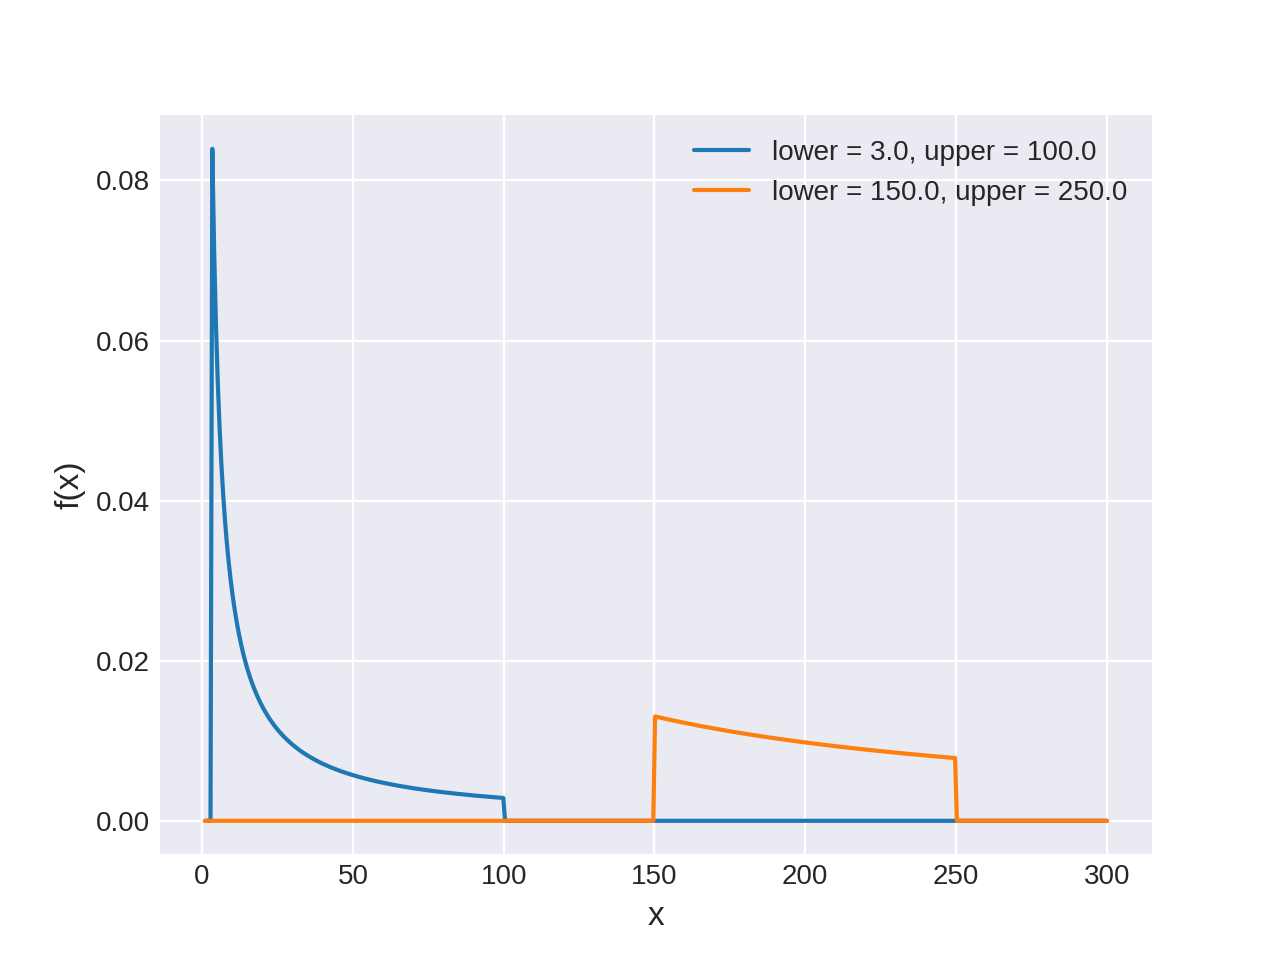 lower = 3.0, upper = 100.0
lower = 150.0, upper = 250.0
0.08
0.06
0.04
0.02
0.00
f(x)
0 50 100 150 200 250 300
x